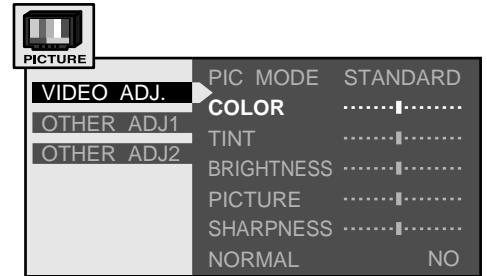 PICTURE
VIDEO ADJ.
OTHER ADJ1
OTHER ADJ2
PIC MODE STANDARD
COLOR
TINT
BRIGHTNESS
PICTURE
SHARPNESS
NORMAL NO